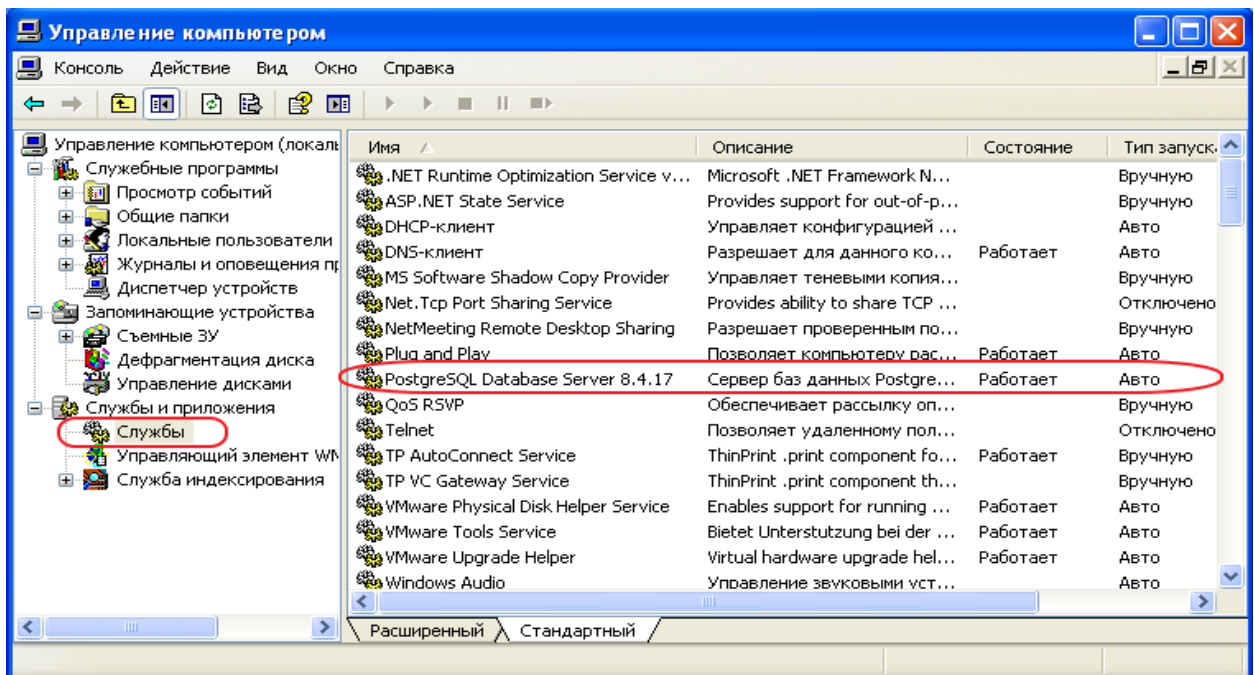 Управление компьютером
Консоль Действие Вид Окно Справка
Управление компьютером (локаль
Служебные программы
Просмотр событий
Общие папки
Локальные пользователи
Журналы и оповещения пр
Диспетчер устройств
Запоминающие устройства
Съемные ЗУ
Дефрагментация диска
Управление дисками
Службы и приложения
Службы
Управляющий элемент WM
Служба индексирования
Имя Описание Состояние Тип запуск
.NET Runtime Optimization Service v... Microsoft .NET Framework N... Вручную
ASP.NET State Service Provides support for out-of-p... Вручную
DHCP-клиент Управляет конфигурацией ... Авто
DNS-клиент Разрешает для данного ко... Работает Авто
MS Software Shadow Copy Provider Управляет теневыми копия... Вручную
Net.Tcp Port Sharing Service Provides ability to share TCP ... Отключено
NetMeeting Remote Desktop Sharing Разрешает проверенным по... Вручную
Plug and Play Позволяет компьютеру рас... Работает Авто
PostgreSQL Database Server 8.4.17 Сервер баз данных Postgre... Работает Авто
QoS RSVP Обеспечивает рассылку оп... Вручную
Telnet Позволяет удаленному пол... Отключено
TP AutoConnect Service ThinPrint .print component fo... Работает Вручную
TP VC Gateway Service ThinPrint .print component th... Вручную
VMware Physical Disk Helper Service Enables support for running ... Работает Авто
VMware Tools Service Bietet Unterstutzung bei der ... Работает Авто
VMware Upgrade Helper Virtual hardware upgrade hel... Работает Авто
Windows Audio Управление звуковыми уст... Авто
Расширенный Стандартный